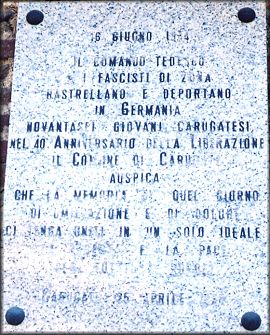 16 GIUGNO 1944
IL COMANDO TEDESCO
I FASCISTI DI ZONA
RASTRELLANO E DEPORTANO
IN GERMANIA
NOVANTASEI GIOVANI CARUGATESI
NEL 40 ANNIVERSARIO DELLA LIBERAZIONE
IL COMUNE DI CARUGATE
AUSPICA
CHE LA MEMORIA DI QUEL GIORNO
DI UMILIAZIONE E DI DOLORE
CI TENGA UNITI IN UN SOLO IDEALE
E LA PACE
CARUGATE 25 APRILE